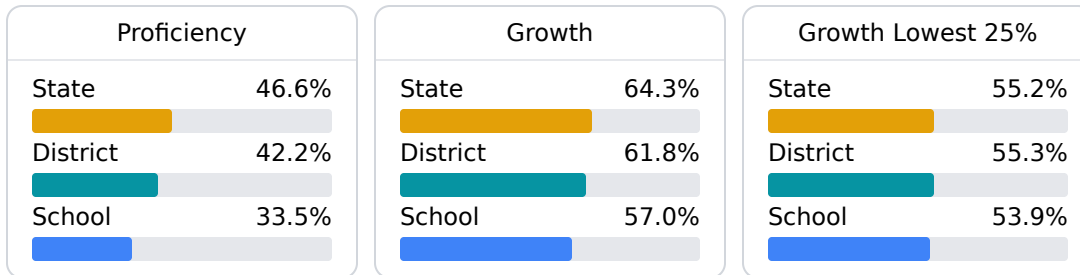 Proficiency
State 46.6%
District 42.2%
School 33.5%
Growth
State 64.3%
District 61.8%
School 57.0%
Growth Lowest 25%
State 55.2%
District 55.3%
School 53.9%